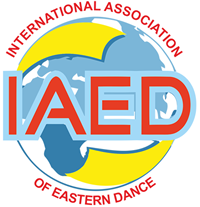 INTERNATIONAL ASSOCIATION
IAED
OF EASTERN DANCE